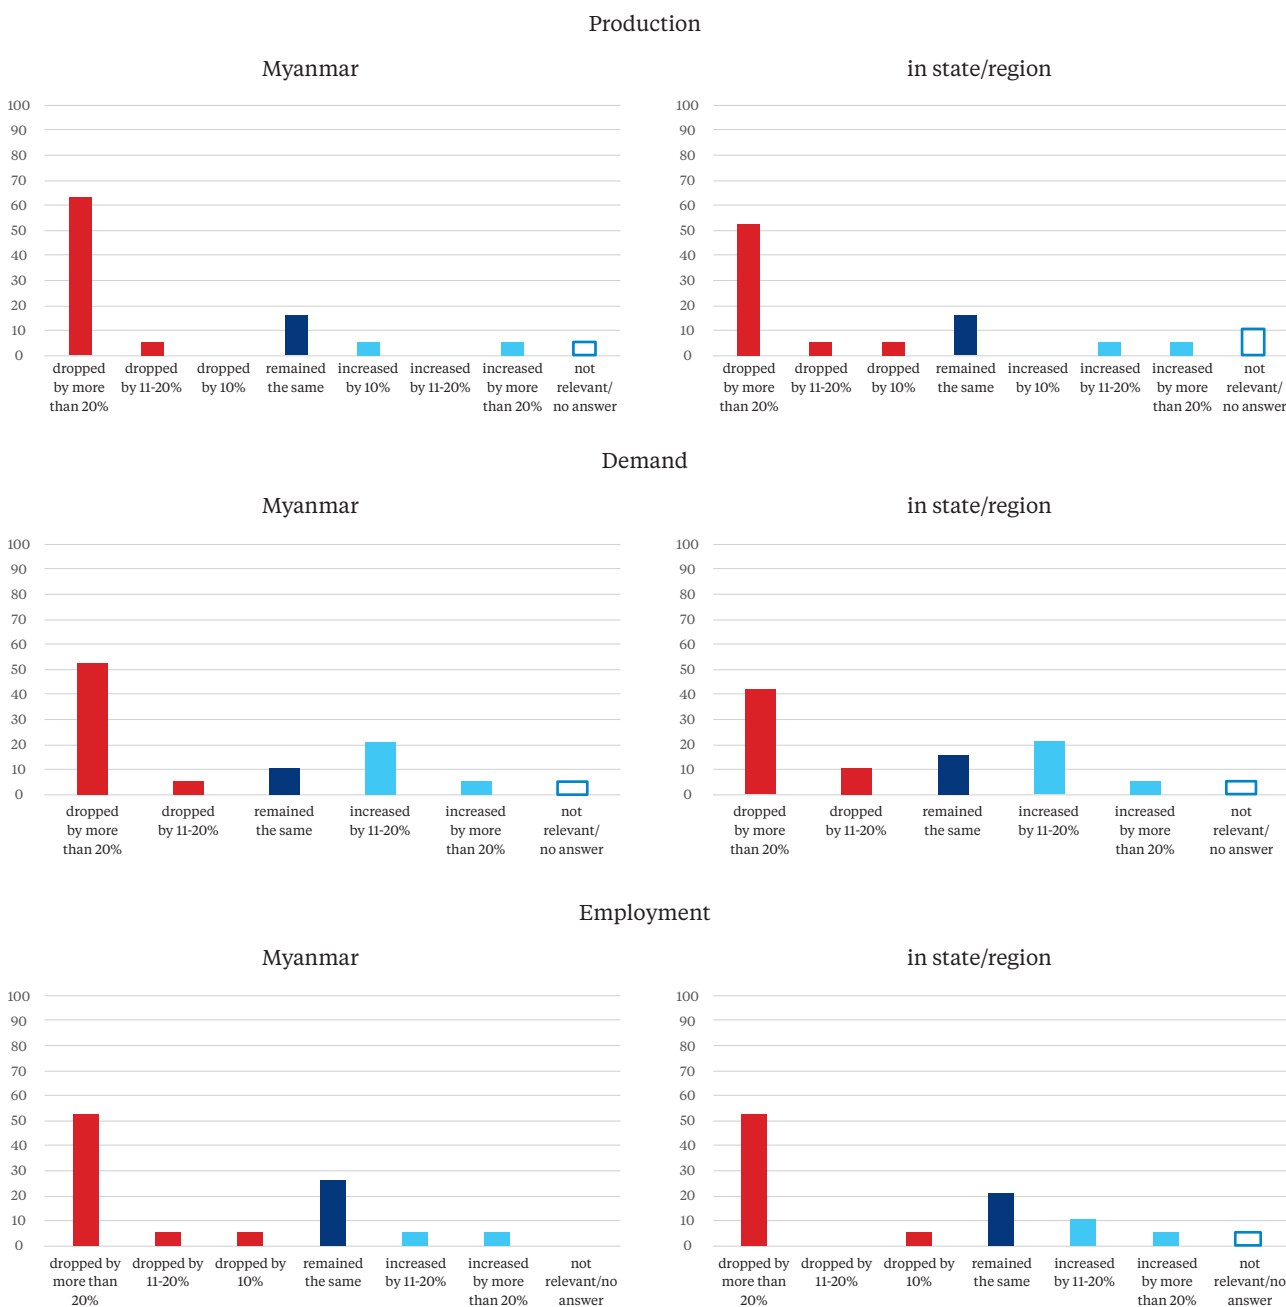 Production
Myanmar
in state/region
100
90
80
70
60
50
40
30
20
10
0
dropped
by more
than 20%
dropped
by 11-20%
dropped
by 10%
remained
the same
increased
by 10%
increased
by 11-20%
increased
by more
than 20%
not
relevant/
no answer
100
90
80
70
60
50
40
30
20
10
0
dropped
by more
than 20%
dropped
by 11-20%
dropped
by 10%
remained
the same
increased
by 10%
increased
by 11-20%
increased
by more
than 20%
not
relevant/
no answer
Demand
Myanmar
in state/region
100
90
80
70
60
50
40
30
20
10
0
dropped
by more
than 20%
dropped
by 11-20%
remained
the same
increased
by 11-20%
increased
by more
than 20%
not
relevant/
no answer
100
90
80
70
60
50
40
30
20
10
0
dropped
by more
than 20%
dropped
by 11-20%
remained
the same
increased
by 11-20%
increased
by more
than 20%
not
relevant/
no answer
Employment
Myanmar
in state/region
100
90
80
70
60
50
40
30
20
10
0
dropped by
more than
20%
dropped by
11-20%
dropped by
10%
remained
the same
increased
by 11-20%
increased
by more
than 20%
not
relevant/no
answer
100
90
80
70
60
50
40
30
20
10
0
dropped by
more than
20%
dropped by
11-20%
dropped by
10%
remained
the same
increased
by 11-20%
increased
by more
than 20%
not
relevant/no
answer